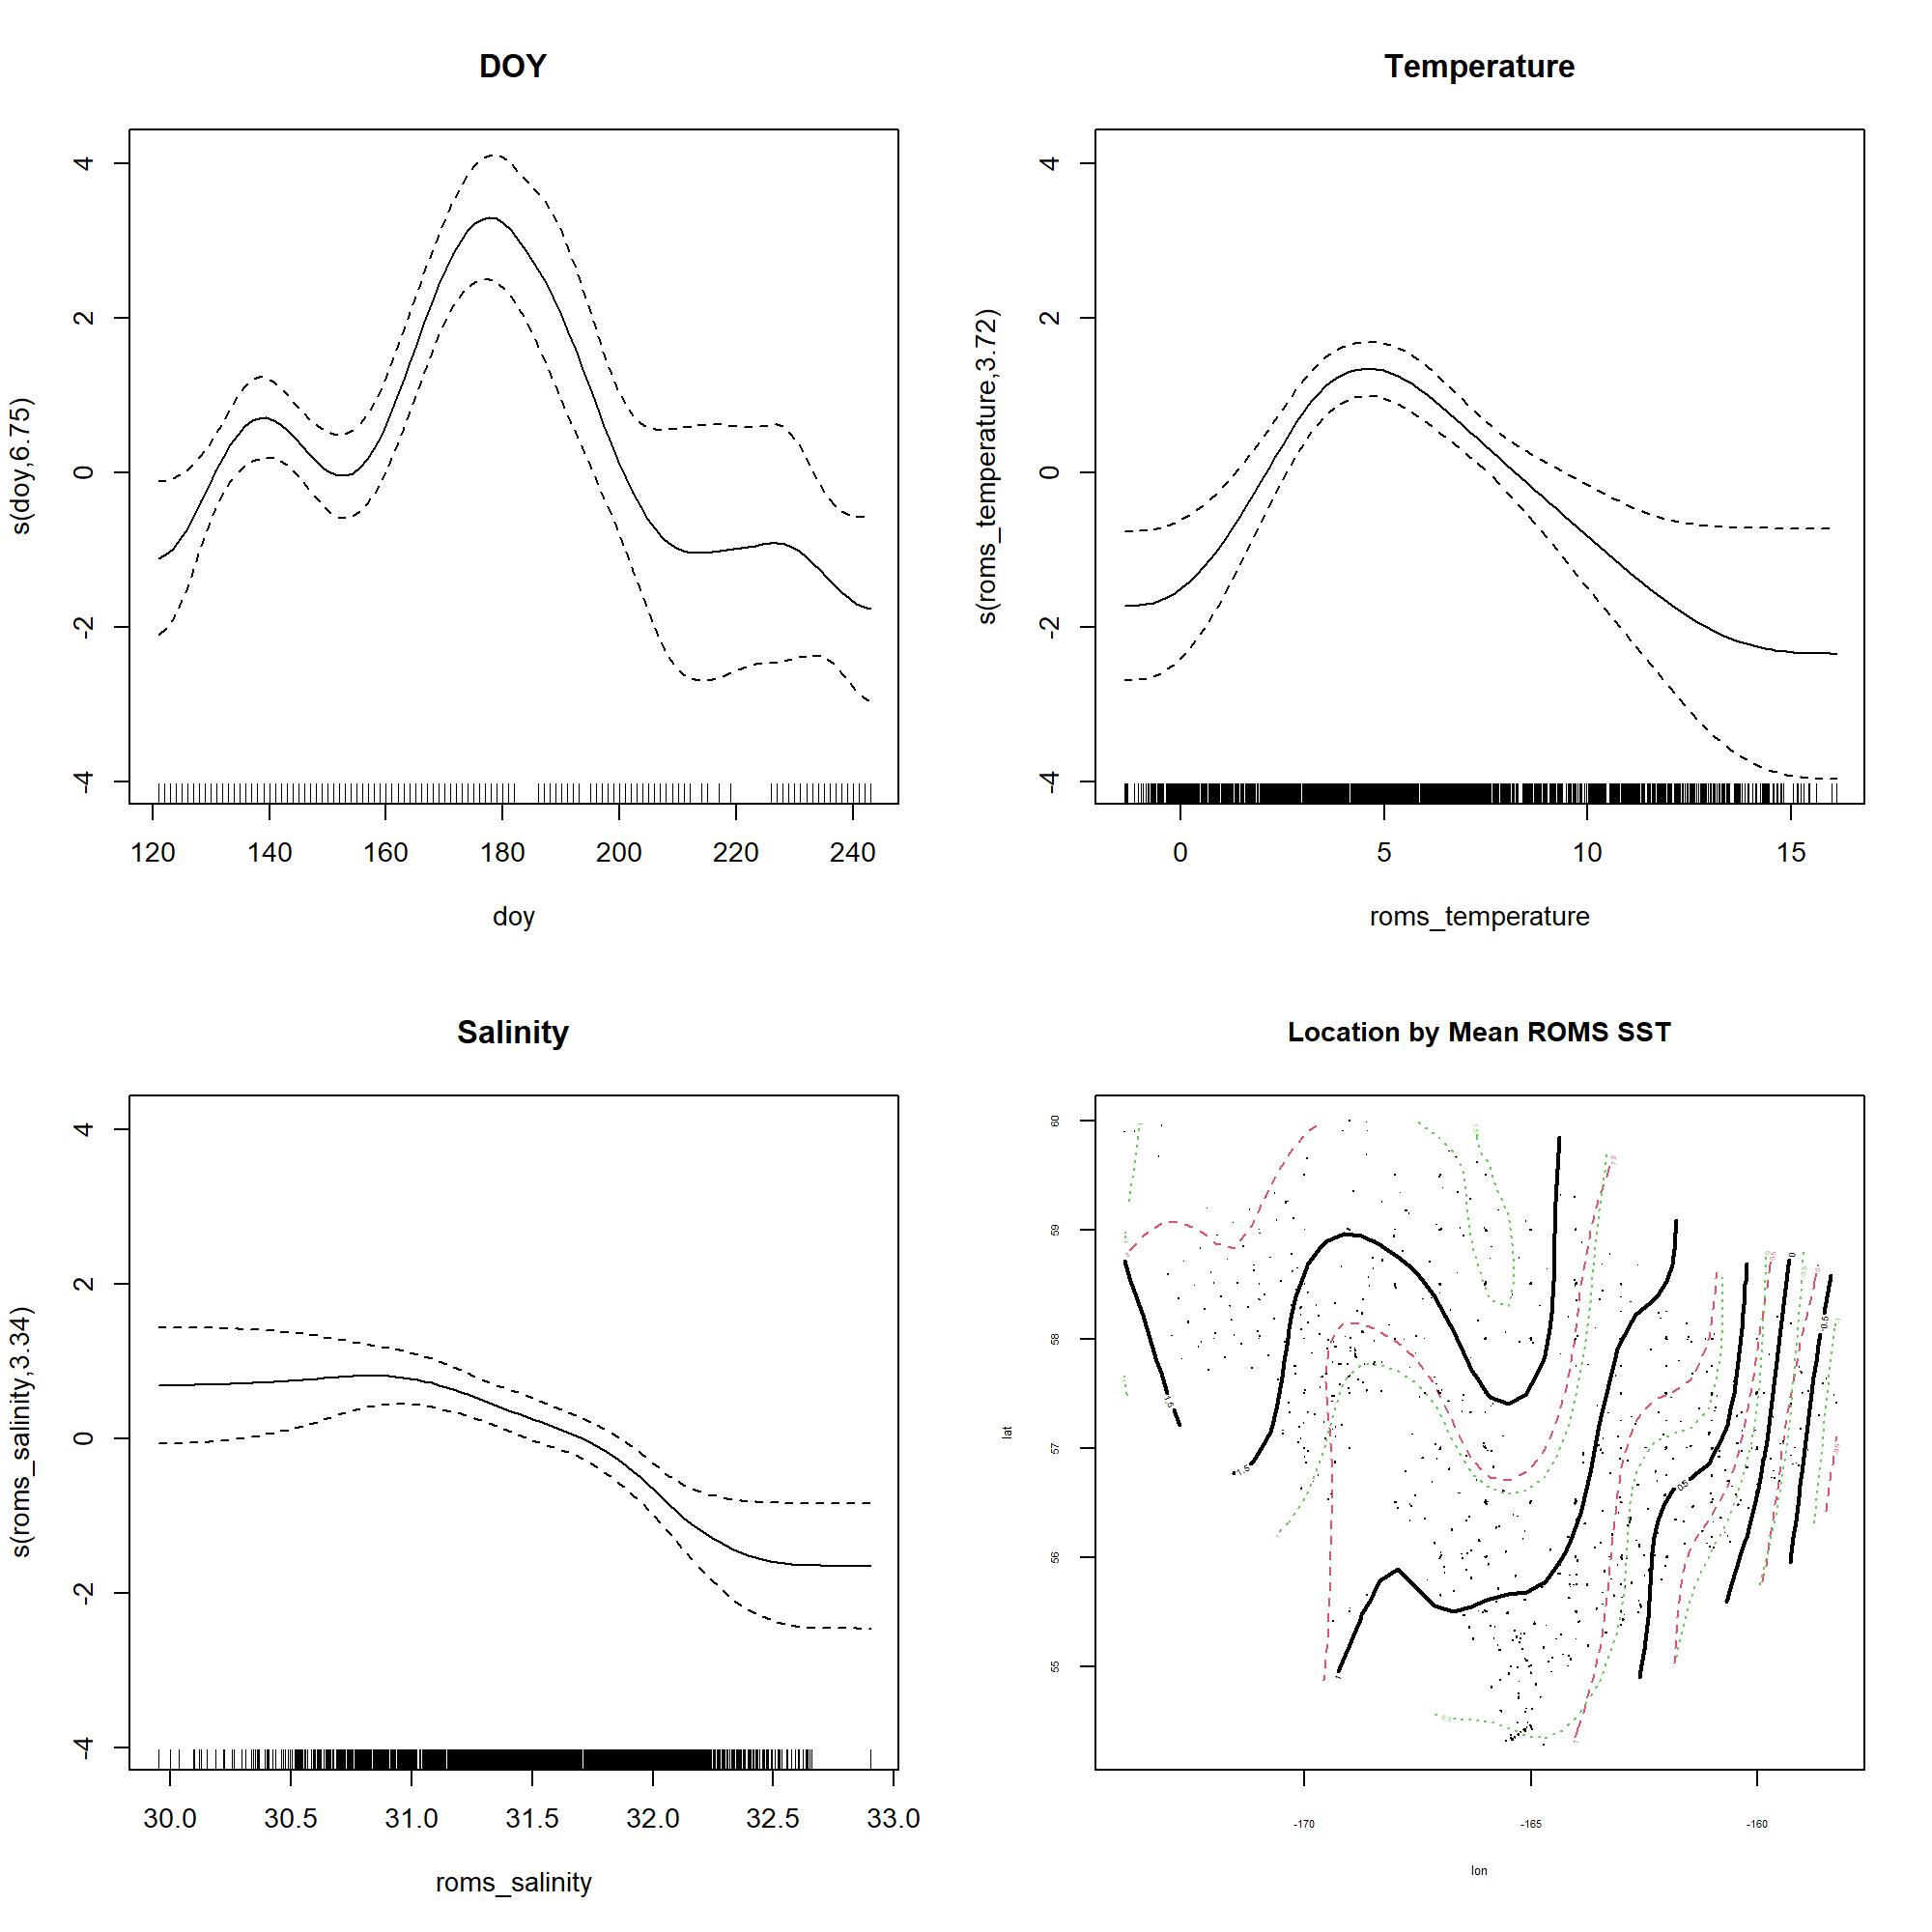 DOY
4
2
0
-2
-4
s(doy,6.75)
120 140 160 180 200 220 240
doy
Temperature
4
2
0
-2
-4
s(roms_temperature,3.72)
0 5 10 15
roms_temperature
Salinity
4
2
0
-2
-4
s(roms_salinity,3.34)
30.0 30.5 31.0 31.5 32.0 32.5 33.0
roms_salinity
Location by Mean ROMS SST
60
59
58
57
56
55
lat
-170 -165 -160
lon